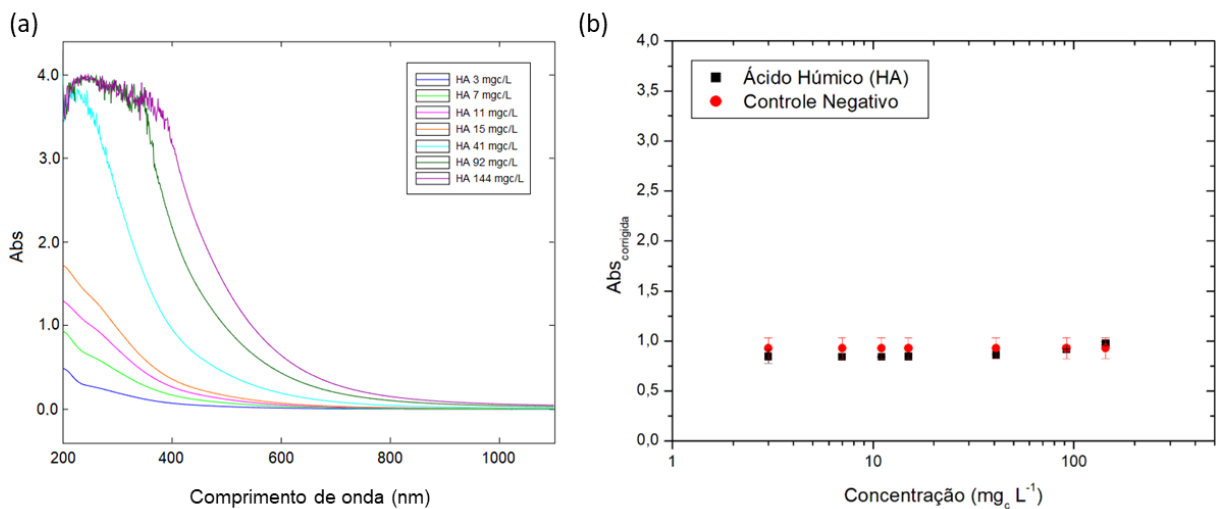 (a)
4.0
3.0
2.0
1.0
0.0
Abs
HA 3 mgc/L
HA 7 mgc/L
HA 11 mgc/L
HA 15 mgc/L
HA 41 mgc/L
HA 92 mgc/L
HA 144 mgc/L
200
400
600
800
1000
Comprimento de onda (nm)
(b)
4,0
3,5
3,0
2,5
2,0
1,5
1,0
0,5
0,0
Abs corrigida
Ácido Húmico (HA)
Controle Negativo
1
10
100
Concentração (mg c L⁻¹)